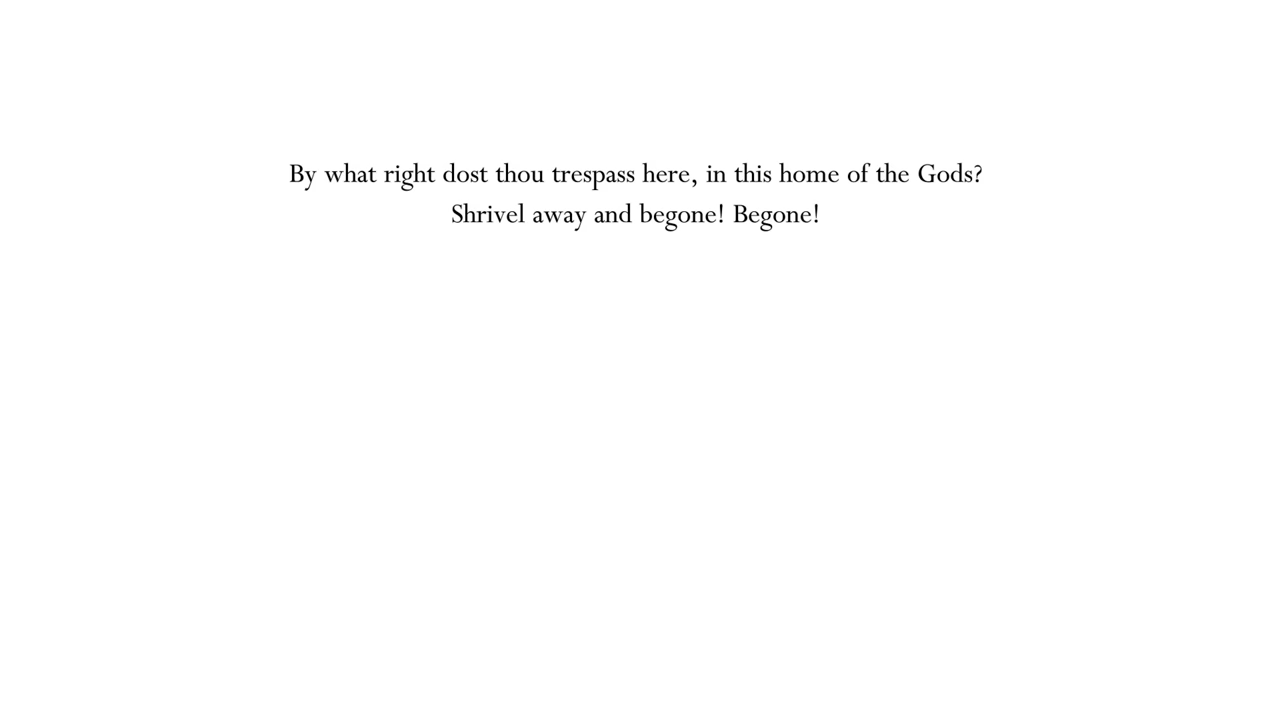 By what right dost thou trespass here, in this home of the Gods?
Shrivel away and begone! Begone!